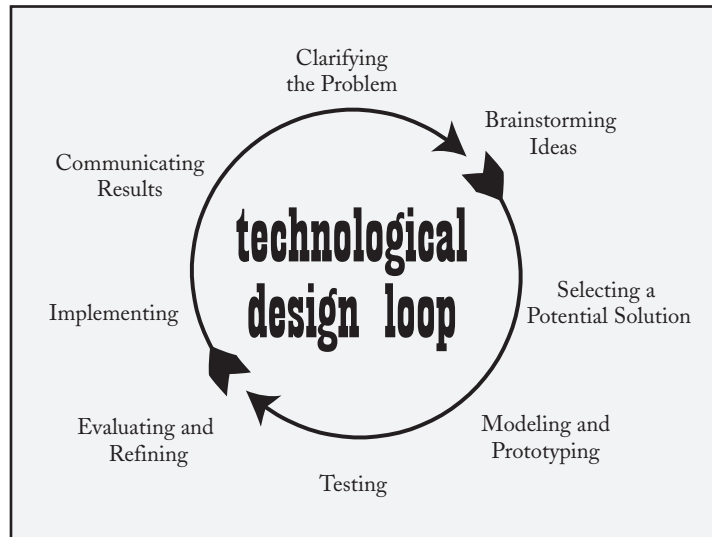 Clarifying
the Problem
Brainstorming
Ideas
Selecting a
Potential Solution
Modeling and
Prototyping
Testing
Evaluating and
Refining
Implementing
Communicating
Results
technological
design loop